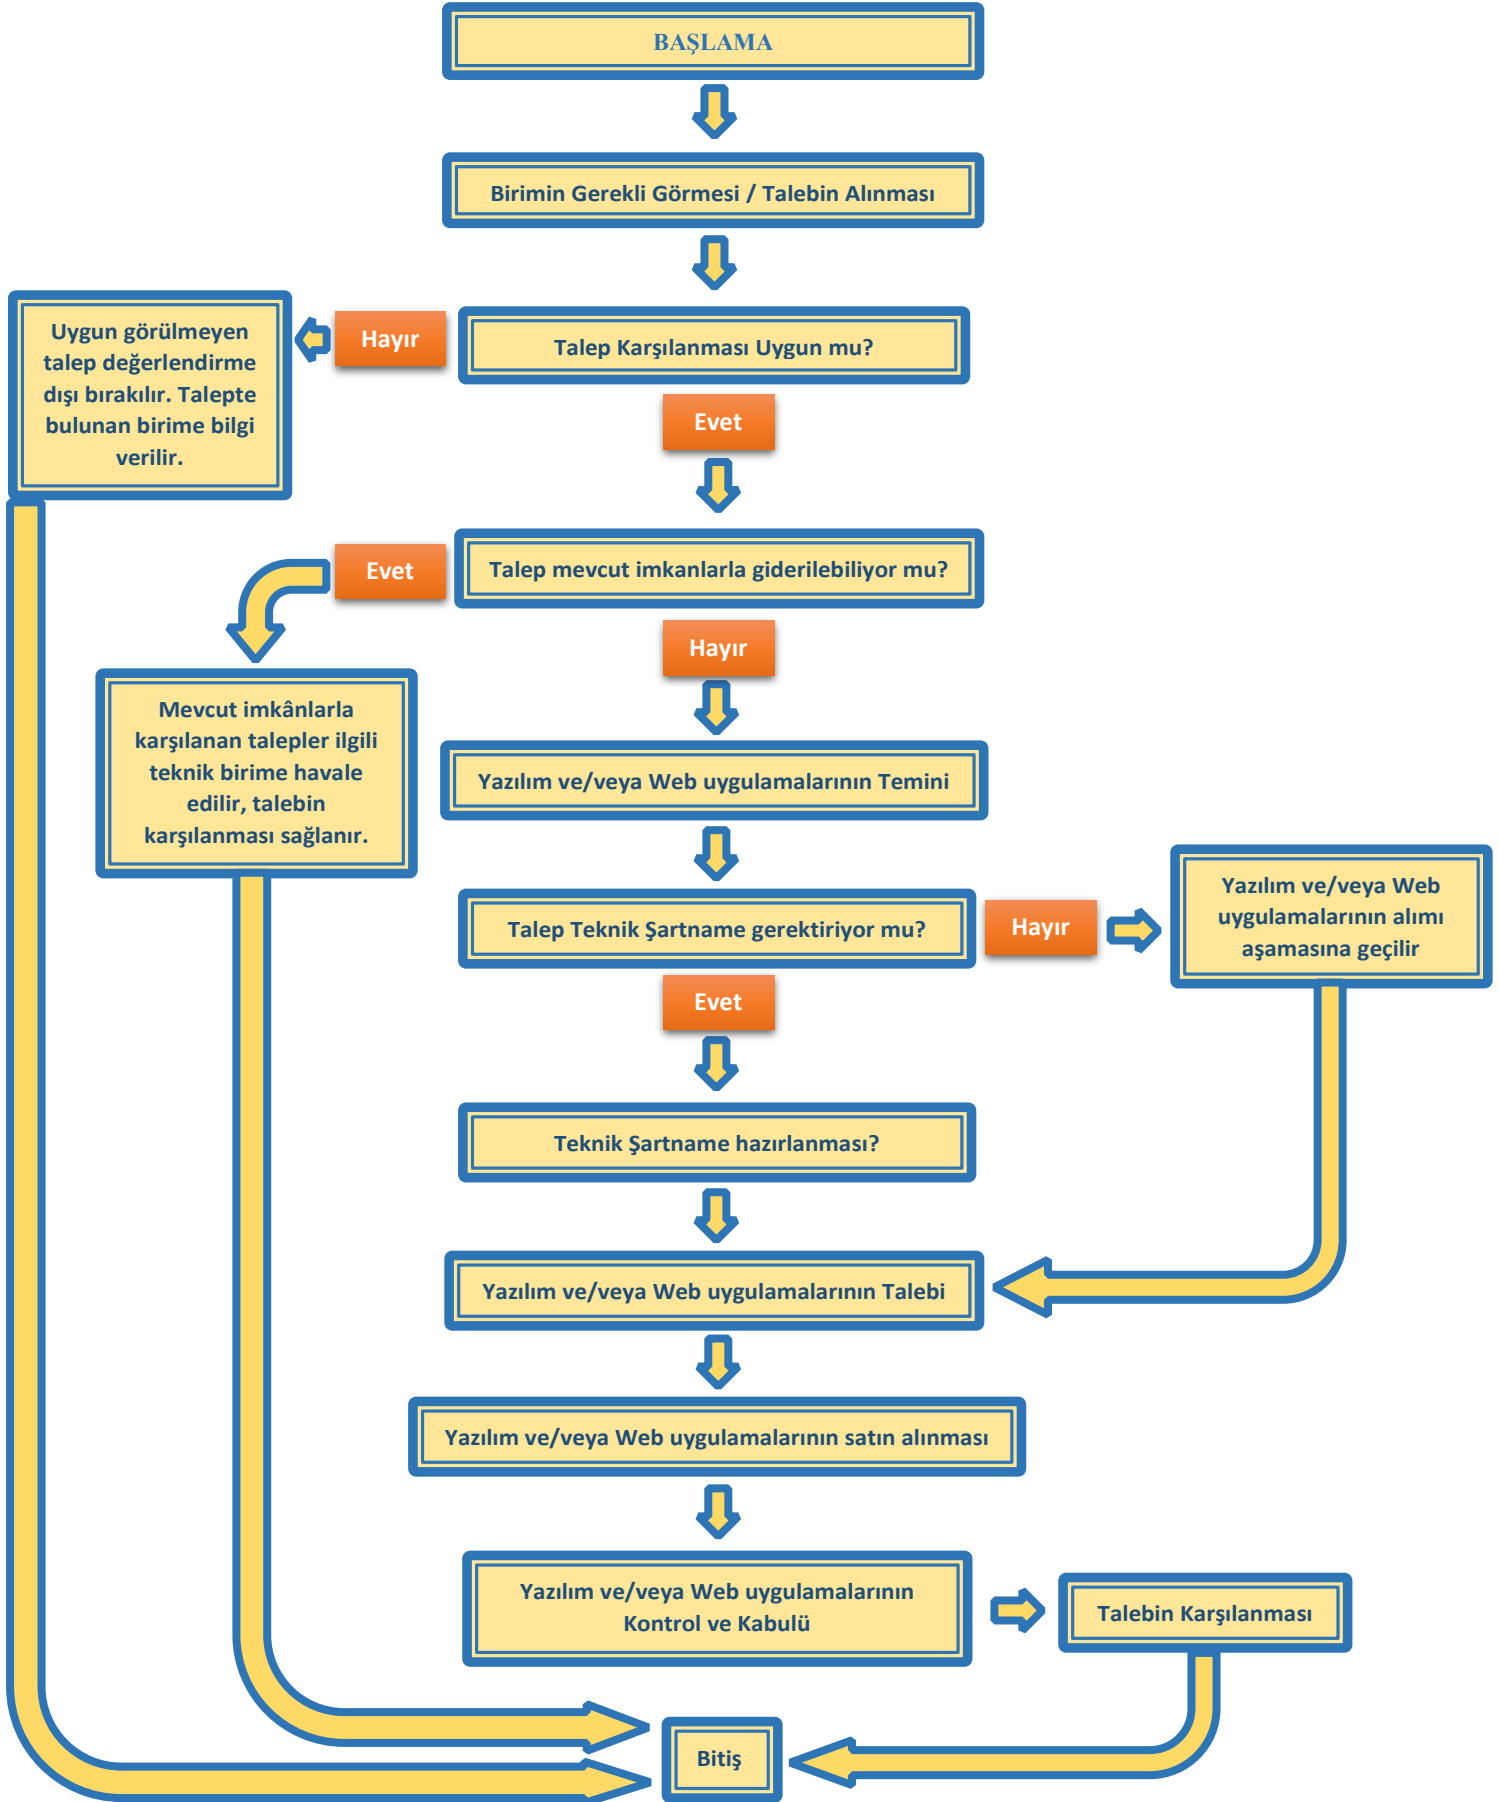 BAŞLAMA
Birimin Gerekli Görmesi / Talebin Alınması
Uygun görülmeyen
talep değerlendirme
dışı bırakılır. Talepte
bulunan birime bilgi
verilir.
Hayır
Talep Karşılanması Uygun mu?
Evet
Evet
Talep mevcut imkanlarla giderilebiliyor mu?
Hayır
Mevcut imkânlarla
karşılanan talepler ilgili
teknik birime havale
edilir, talebin
karşılanması sağlanır.
Yazılım ve/veya Web uygulamalarının Temini
Talep Teknik Şartname gerektiriyor mu?
Hayır
Yazılım ve/veya Web
uygulamalarının alımı
aşamasına geçilir
Evet
Teknik Şartname hazırlanması?
Yazılım ve/veya Web uygulamalarının Talebi
Yazılım ve/veya Web uygulamalarının satın alınması
Yazılım ve/veya Web uygulamalarının
Kontrol ve Kabulü
Talebin Karşılanması
Bitiş